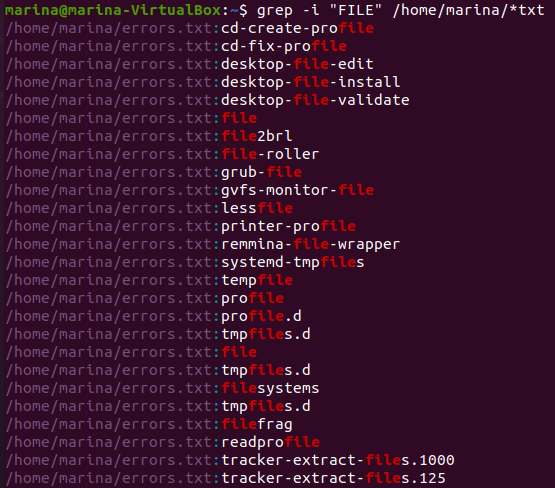 marina@marina-VirtualBox:~$ grep -i "FILE" /home/marina/*txt
/home/marina/errors.txt:cd-create-profile
/home/marina/errors.txt:cd-fix-profile
/home/marina/errors.txt:desktop-file-edit
/home/marina/errors.txt:desktop-file-install
/home/marina/errors.txt:desktop-file-validate
/home/marina/errors.txt:file
/home/marina/errors.txt:file2brl
/home/marina/errors.txt:file-roller
/home/marina/errors.txt:grub-file
/home/marina/errors.txt:gvfs-monitor-file
/home/marina/errors.txt:lessfile
/home/marina/errors.txt:printer-profile
/home/marina/errors.txt:remmina-file-wrapper
/home/marina/errors.txt:systemd-tmpfiles
/home/marina/errors.txt:tempfile
/home/marina/errors.txt:profile
/home/marina/errors.txt:profile.d
/home/marina/errors.txt:tmpfiles.d
/home/marina/errors.txt:file
/home/marina/errors.txt:tmpfiles.d
/home/marina/errors.txt:filesystems
/home/marina/errors.txt:tmpfiles.d
/home/marina/errors.txt:filefrag
/home/marina/errors.txt:readprofile
/home/marina/errors.txt:tracker-extract-files.1000
/home/marina/errors.txt:tracker-extract-files.125